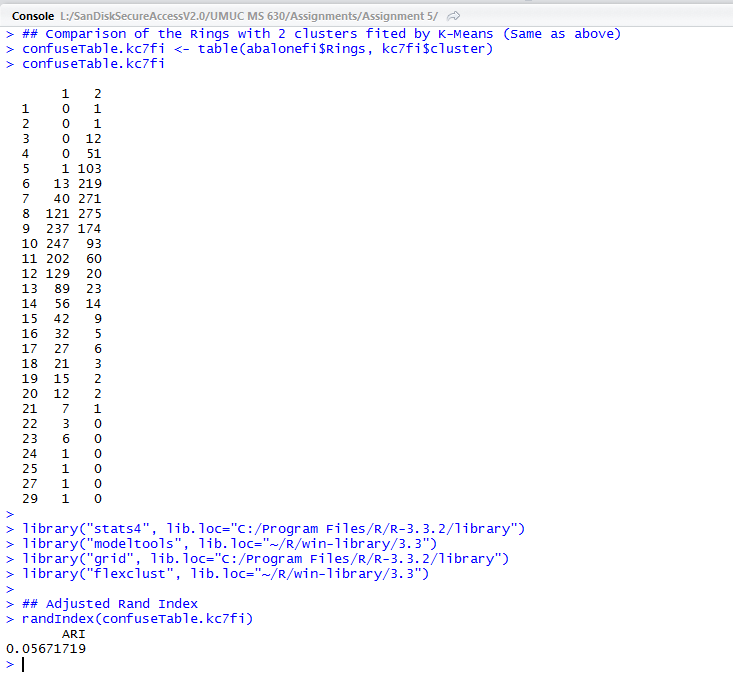 Console L:/SanDiskSecureAccessV2.0/UMUC MS 630/Assignments/Assignment 5/
> ## Comparison of the Rings with 2 clusters fited by K-Means (Same as above)
> confuseTable.kc7fi <- table(abalonefi$Rings, kc7fi$cluster)
> confuseTable.kc7fi
1 2
1 0 1
2 0 1
3 0 12
4 0 51
5 1 103
6 13 219
7 40 271
8 121 275
9 237 174
10 247 93
11 202 60
12 129 20
13 89 23
14 56 14
15 42 9
16 32 5
17 27 6
18 21 3
19 15 2
20 12 2
21 7 1
22 3 0
23 6 0
24 1 0
25 1 0
27 1 0
29 1 0
>
> library("stats4", lib.loc="C:/Program Files/R/R-3.3.2/library")
> library("modeltools", lib.loc="~/R/win-library/3.3")
> library("grid", lib.loc="C:/Program Files/R/R-3.3.2/library")
> library("flexclust", lib.loc="~/R/win-library/3.3")
>
> ## Adjusted Rand Index
> randIndex(confuseTable.kc7fi)
ARI
0.05671719
>